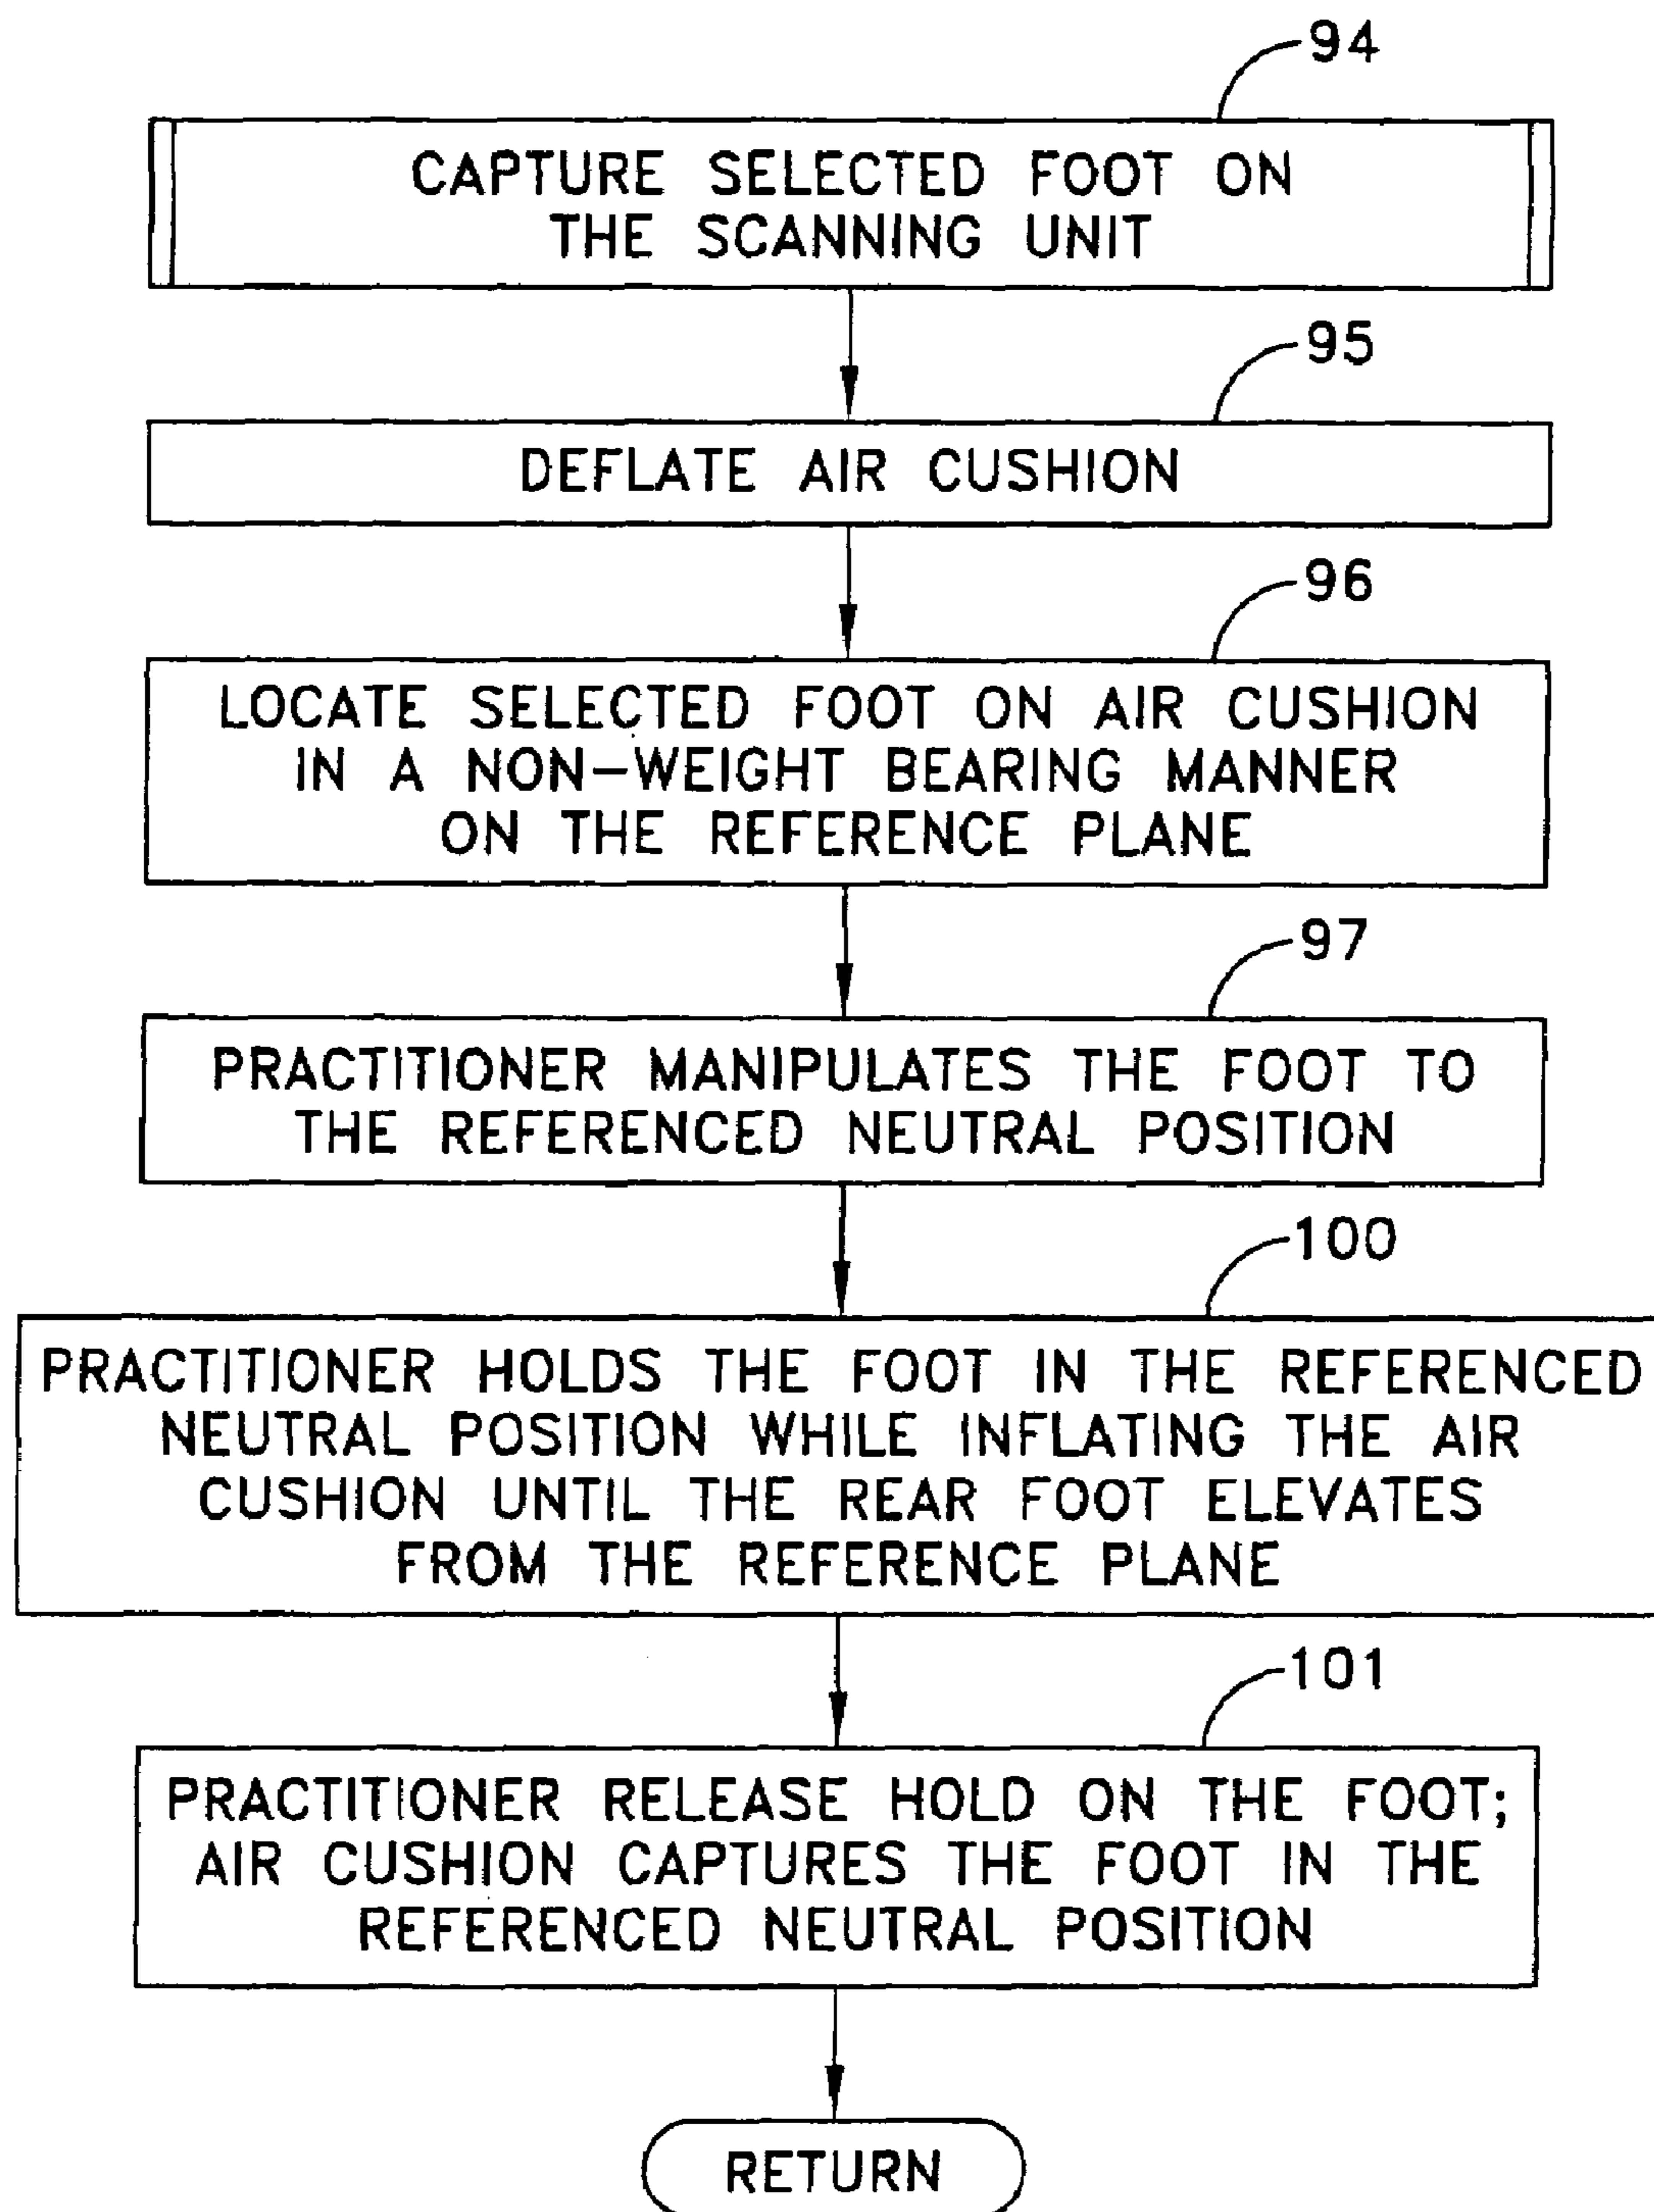 94
CAPTURE SELECTED FOOT ON
THE SCANNING UNIT
95
DEFLATE AIR CUSHION
96
LOCATE SELECTED FOOT ON AIR CUSHION
IN A NON-WEIGHT BEARING MANNER
ON THE REFERENCE PLANE
97
PRACTITIONER MANIPULATES THE FOOT TO
THE REFERENCED NEUTRAL POSITION
100
PRACTITIONER HOLDS THE FOOT IN THE REFERENCED
NEUTRAL POSITION WHILE INFLATING THE AIR
CUSHION UNTIL THE REAR FOOT ELEVATES
FROM THE REFERENCE PLANE
101
PRACTITIONER RELEASE HOLD ON THE FOOT;
AIR CUSHION CAPTURES THE FOOT IN THE
REFERENCED NEUTRAL POSITION
RETURN